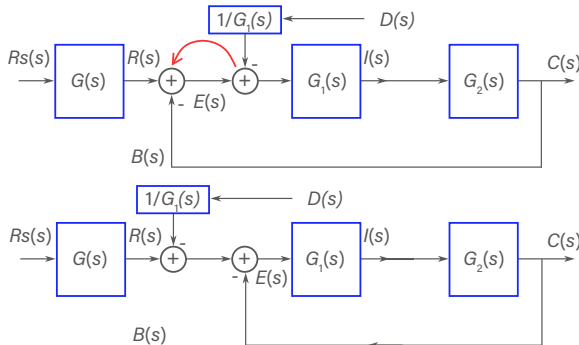 1/G₁(s) D(s)
Rs(s) R(s) I(s) C(s)
G(s) + + G₁(s) G₂(s)
- -
E(s)
B(s)
1/G₁(s) D(s)
Rs(s) R(s) I(s) C(s)
G(s) + + G₁(s) G₂(s)
- -
E(s)
B(s)